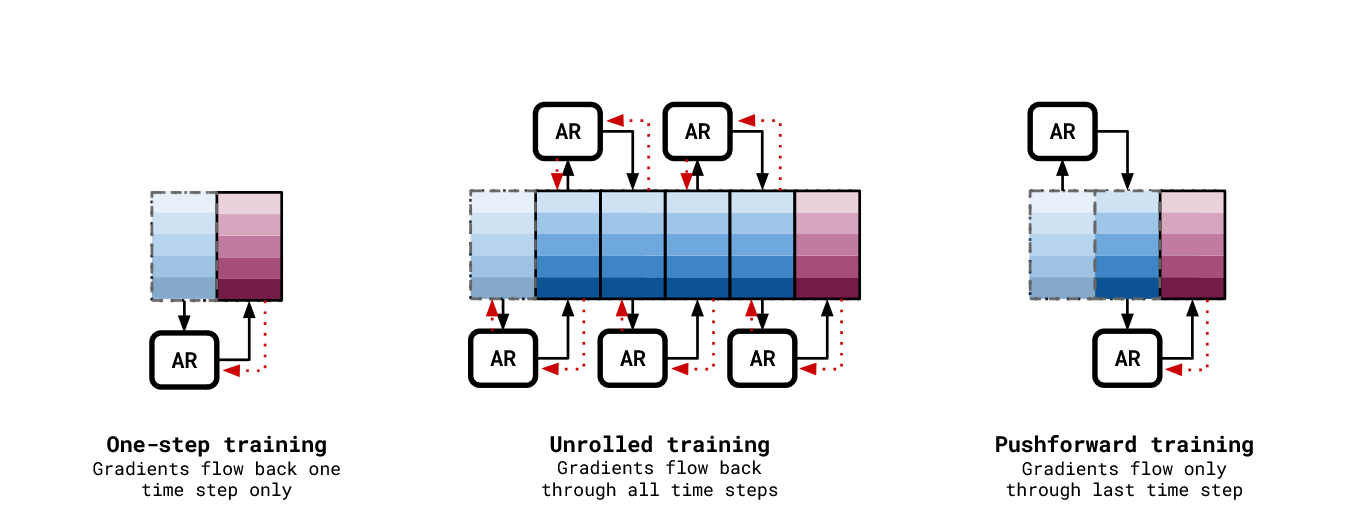 AR
AR
AR
AR
AR
AR
AR
AR
One-step training
Gradients flow back one
time step only
Unrolled training
Gradients flow back
through all time steps
Pushforward training
Gradients flow only
through last time step